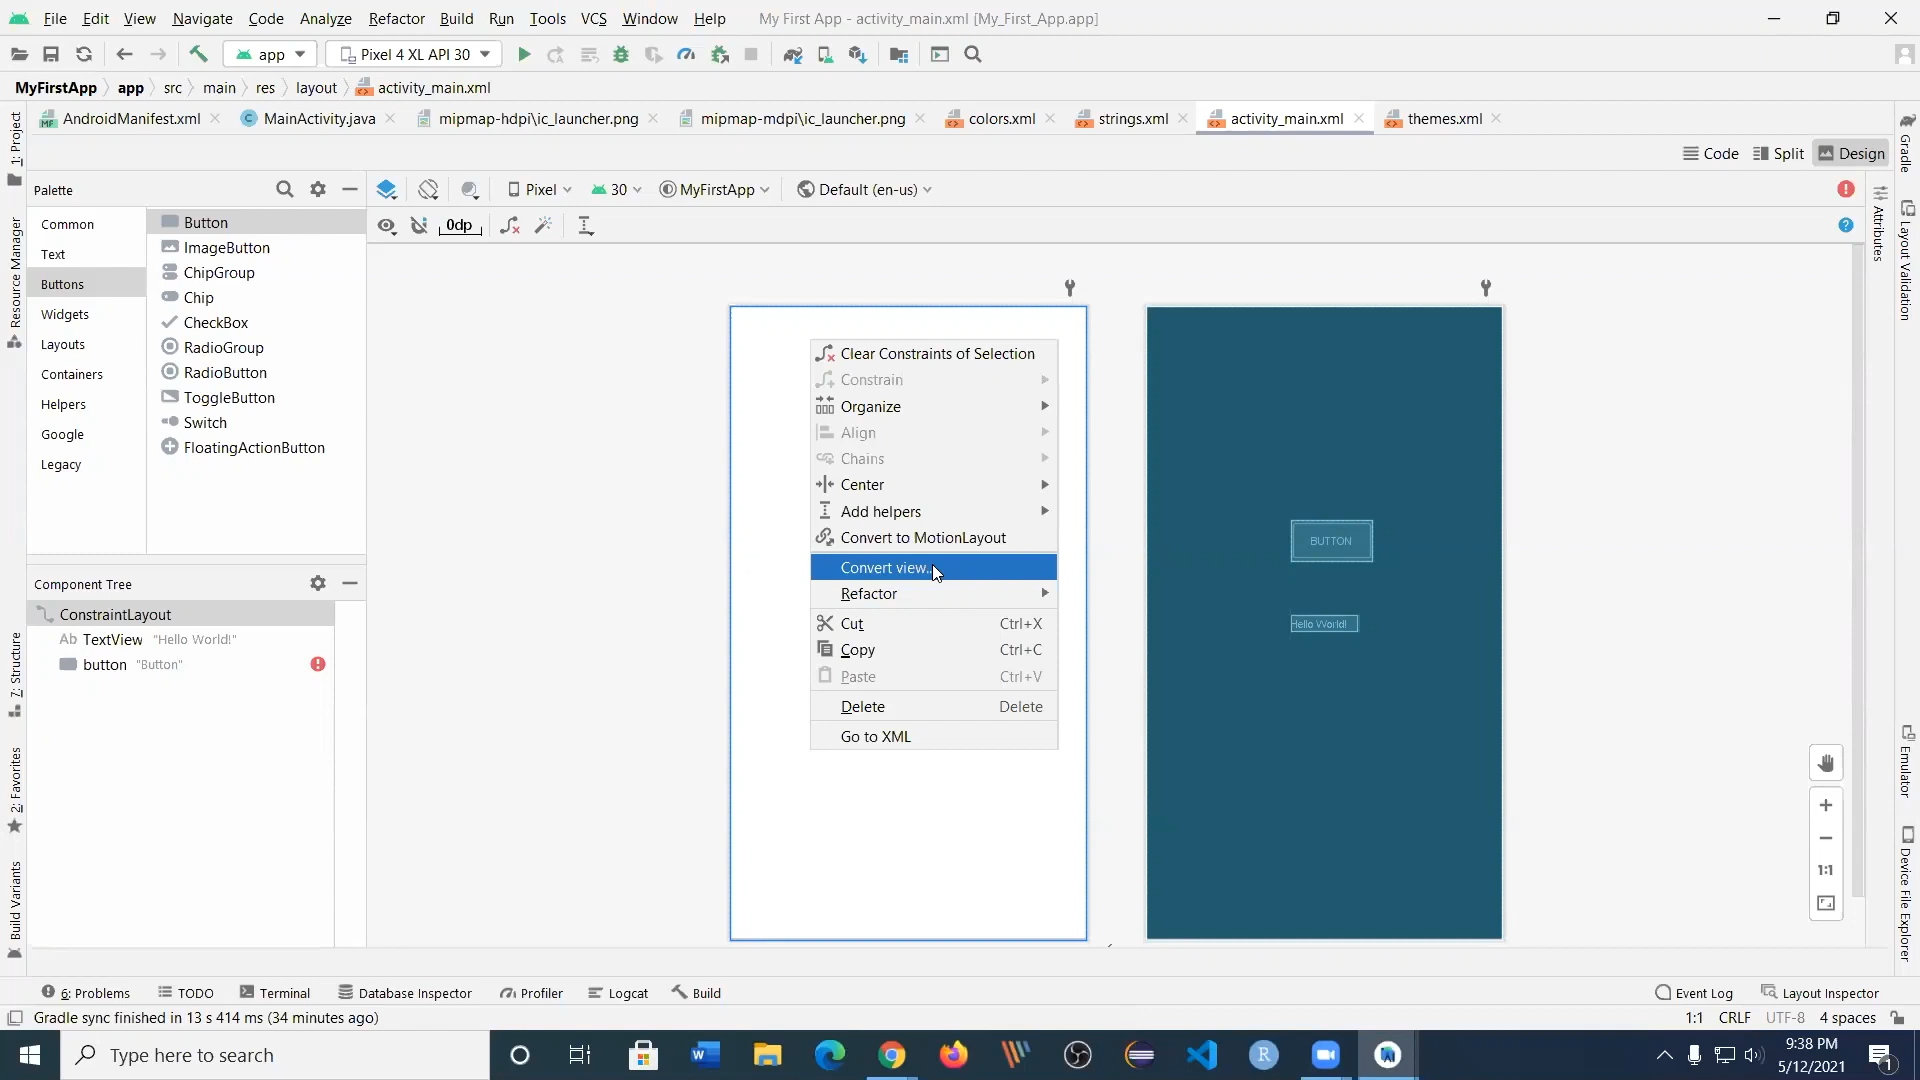 File Edit View Navigate Code Analyze Refactor Build Run Tools VCS Window Help My First App - activity_main.xml [My_First_App.app]
app Pixel 4 XL API 30
MyFirstApp app src main res layout activity_main.xml
AndroidManifest.xml MainActivity.java mipmap-hdpi\ic_launcher.png mipmap-mdpi\ic_launcher.png colors.xml strings.xml activity_main.xml themes.xml
Code Split Design
Palette
Pixel 30 MyFirstApp Default (en-us)
0dp
Common
Text
Buttons
Widgets
Layouts
Containers
Helpers
Google
Legacy
Button
ImageButton
ChipGroup
Chip
CheckBox
RadioGroup
RadioButton
ToggleButton
Switch
FloatingActionButton
Component Tree
ConstraintLayout
Ab TextView "Hello World!"
button "Button"
Clear Constraints of Selection
Constrain
Organize
Align
Chains
Center
Add helpers
Convert to MotionLayout
Convert view...
Refactor
Cut Ctrl+X
Copy Ctrl+C
Paste Ctrl+V
Delete Delete
Go to XML
BUTTON
Hello World!
1:1
1: Project
Resource Manager
7: Structure
2: Favorites
Build Variants
Gradle
Attributes
Layout Validation
Emulator
Device File Explorer
6: Problems TODO Terminal Database Inspector Profiler Logcat Build Event Log Layout Inspector
Gradle sync finished in 13 s 414 ms (34 minutes ago) 1:1 CRLF UTF-8 4 spaces
Type here to search
9:38 PM
5/12/2021
1